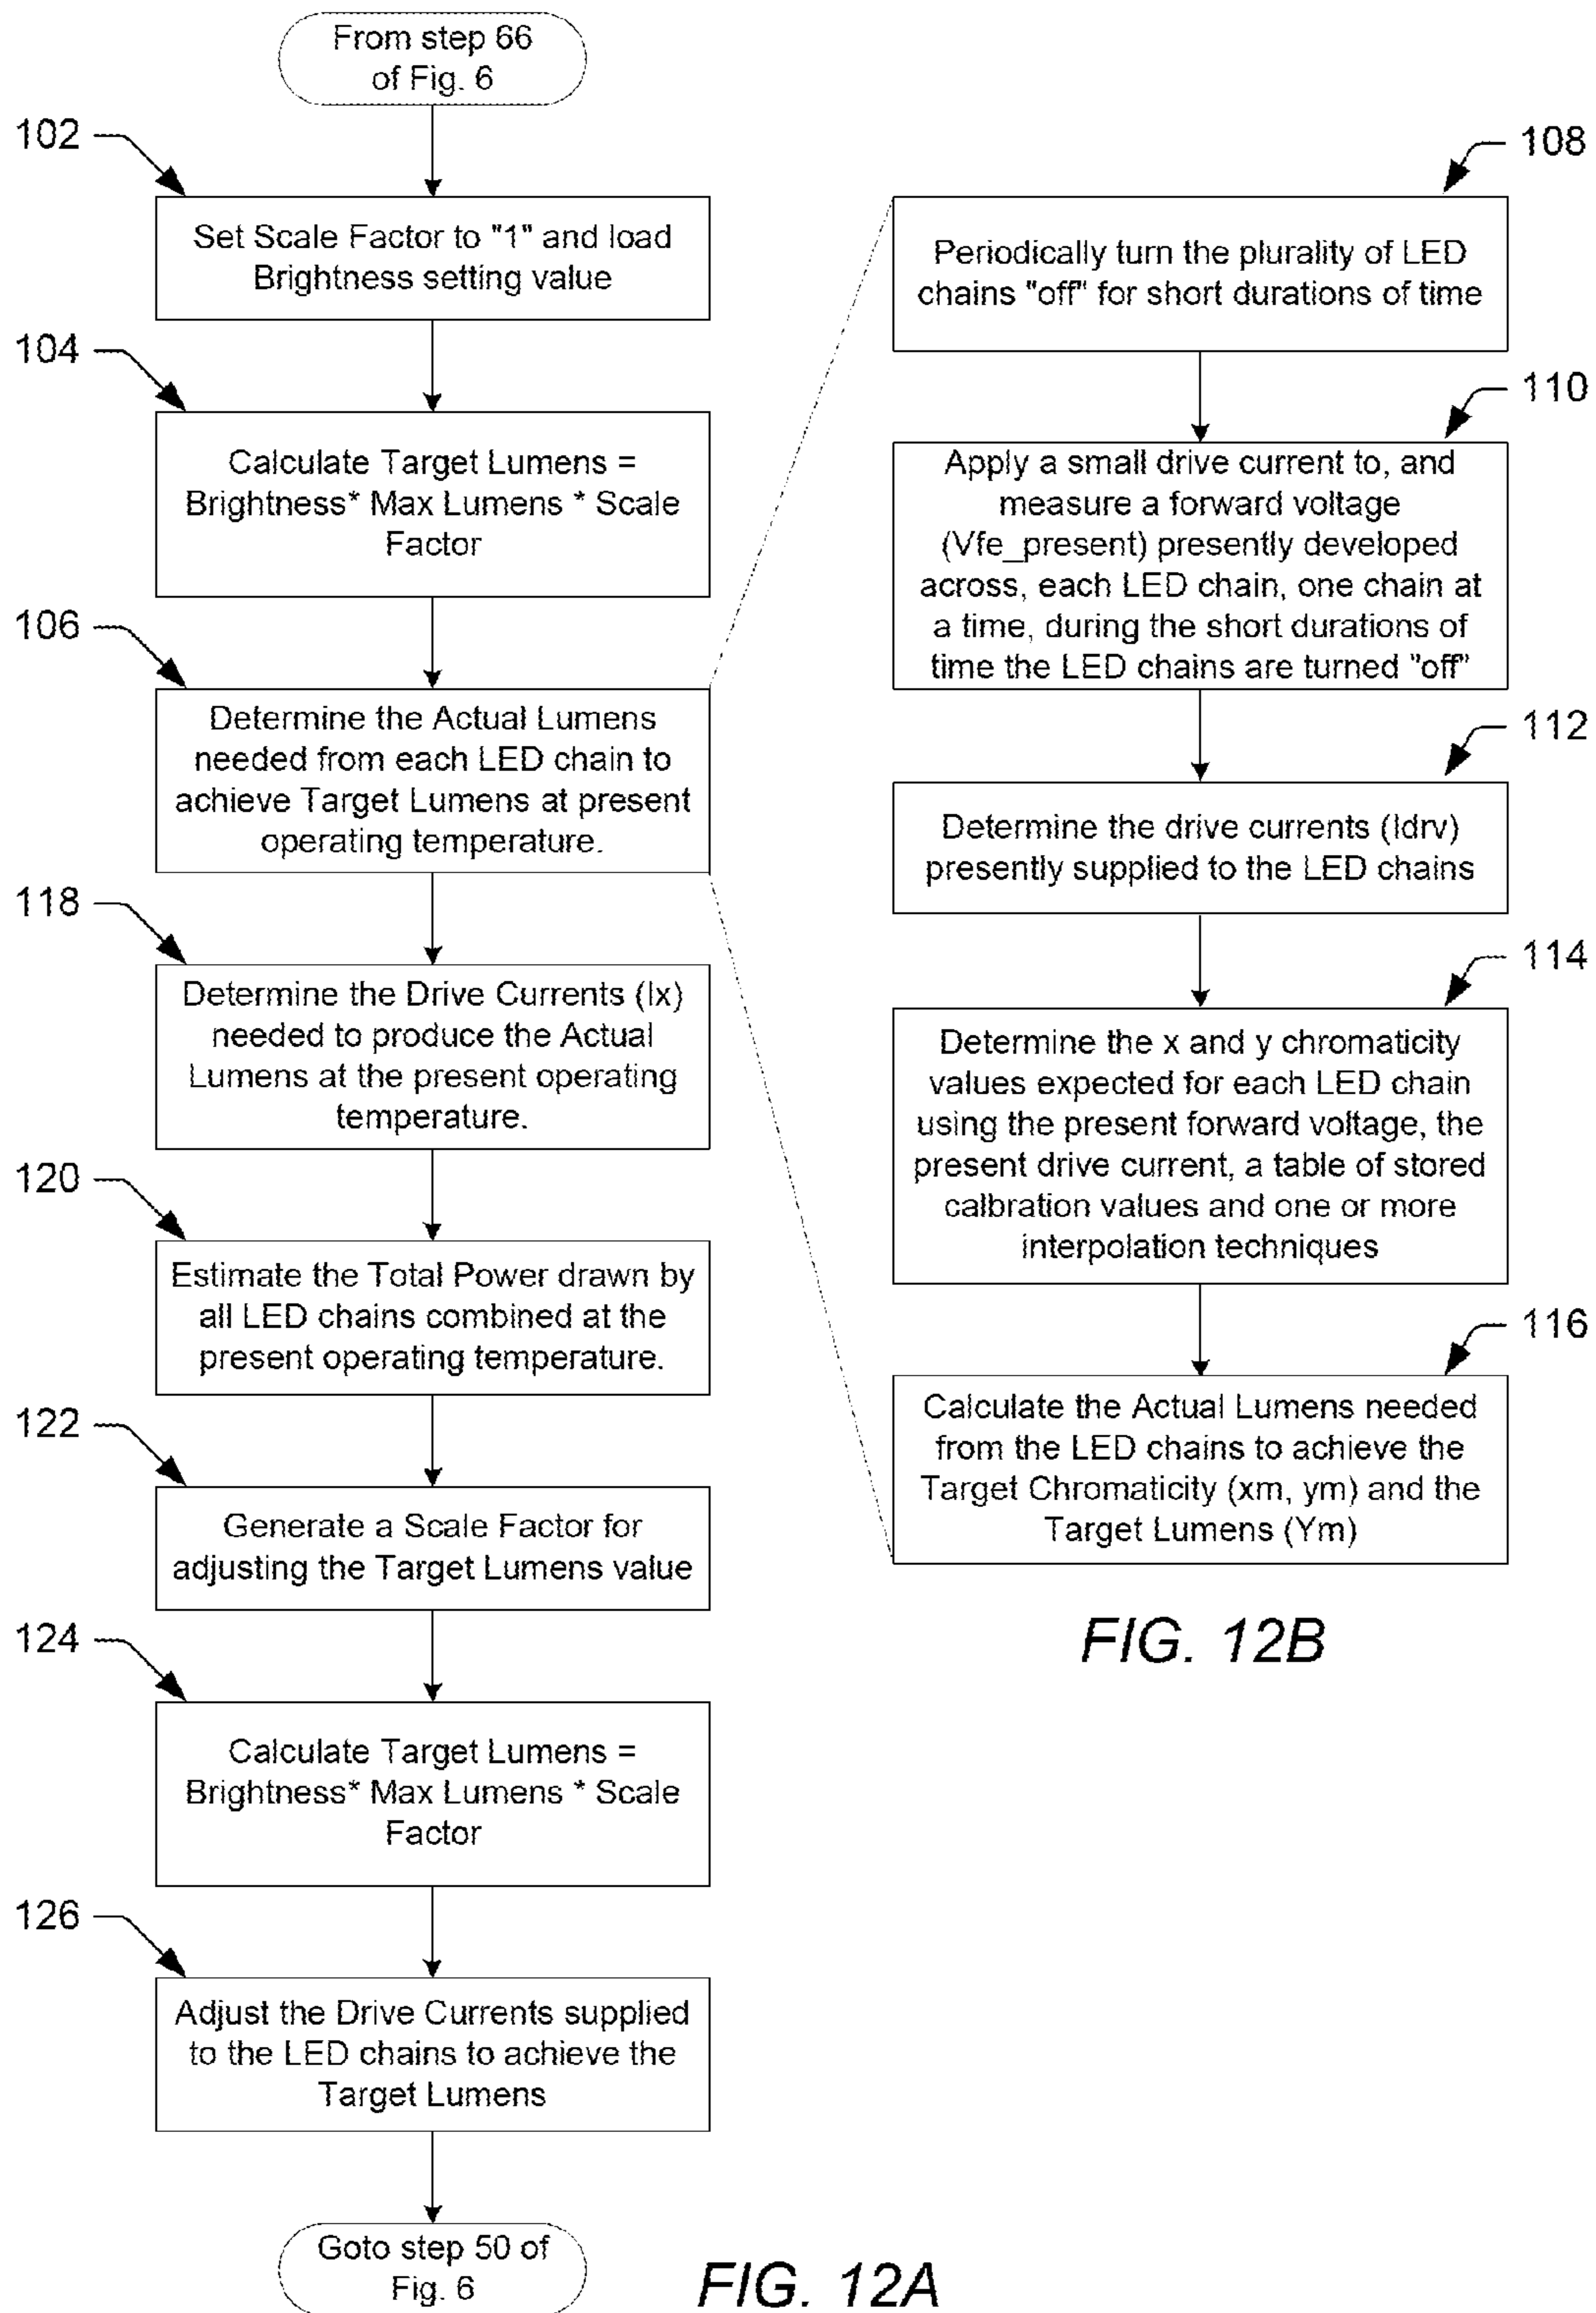 From step 66
of Fig. 6
102
Set Scale Factor to "1" and load
Brightness setting value
104
Calculate Target Lumens =
Brightness* Max Lumens * Scale
Factor
106
Determine the Actual Lumens
needed from each LED chain to
achieve Target Lumens at present
operating temperature.
118
Determine the Drive Currents (Ix)
needed to produce the Actual
Lumens at the present operating
temperature.
120
Estimate the Total Power drawn by
all LED chains combined at the
present operating temperature.
122
Generate a Scale Factor for
adjusting the Target Lumens value
124
Calculate Target Lumens =
Brightness* Max Lumens * Scale
Factor
126
Adjust the Drive Currents supplied
to the LED chains to achieve the
Target Lumens
Goto step 50 of
Fig. 6
FIG. 12A
108
Periodically turn the plurality of LED
chains "off" for short durations of time
110
Apply a small drive current to, and
measure a forward voltage
(Vfe_present) presently developed
across, each LED chain, one chain at
a time, during the short durations of
time the LED chains are turned "off"
112
Determine the drive currents (Idrv)
presently supplied to the LED chains
114
Determine the x and y chromaticity
values expected for each LED chain
using the present forward voltage, the
present drive current, a table of stored
calbration values and one or more
interpolation techniques
116
Calculate the Actual Lumens needed
from the LED chains to achieve the
Target Chromaticity (xm, ym) and the
Target Lumens (Ym)
FIG. 12B